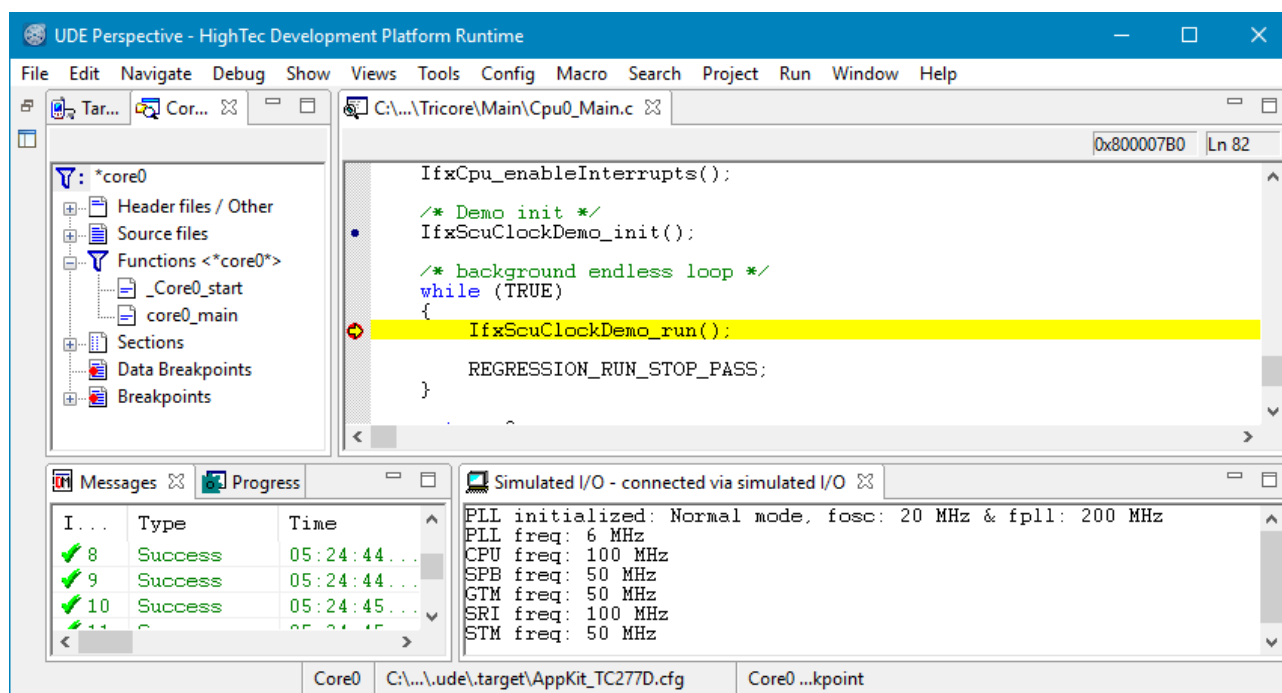 UDE Perspective - HighTec Development Platform Runtime
File Edit Navigate Debug Show Views Tools Config Macro Search Project Run Window Help
Tar... Cor... C:\...\Tricore\Main\Cpu0_Main.c
0x800007B0 Ln 82
*core0
Header files / Other
Source files
Functions <*core0*>
_Core0_start
core0_main
Sections
Data Breakpoints
Breakpoints
IfxCpu_enableInterrupts();
/* Demo init */
IfxScuClockDemo_init();
/* background endless loop */
while (TRUE)
{
IfxScuClockDemo_run();
REGRESSION_RUN_STOP_PASS;
}
Messages Progress
I... Type Time
8 Success 05:24:44...
9 Success 05:24:44...
10 Success 05:24:45...
Simulated I/O - connected via simulated I/O
PLL initialized: Normal mode, fosc: 20 MHz & fpll: 200 MHz
PLL freq: 6 MHz
CPU freq: 100 MHz
SPB freq: 50 MHz
GTM freq: 50 MHz
SRI freq: 100 MHz
STM freq: 50 MHz
Core0 C:\...\.ude\.target\AppKit_TC277D.cfg Core0 ...kpoint